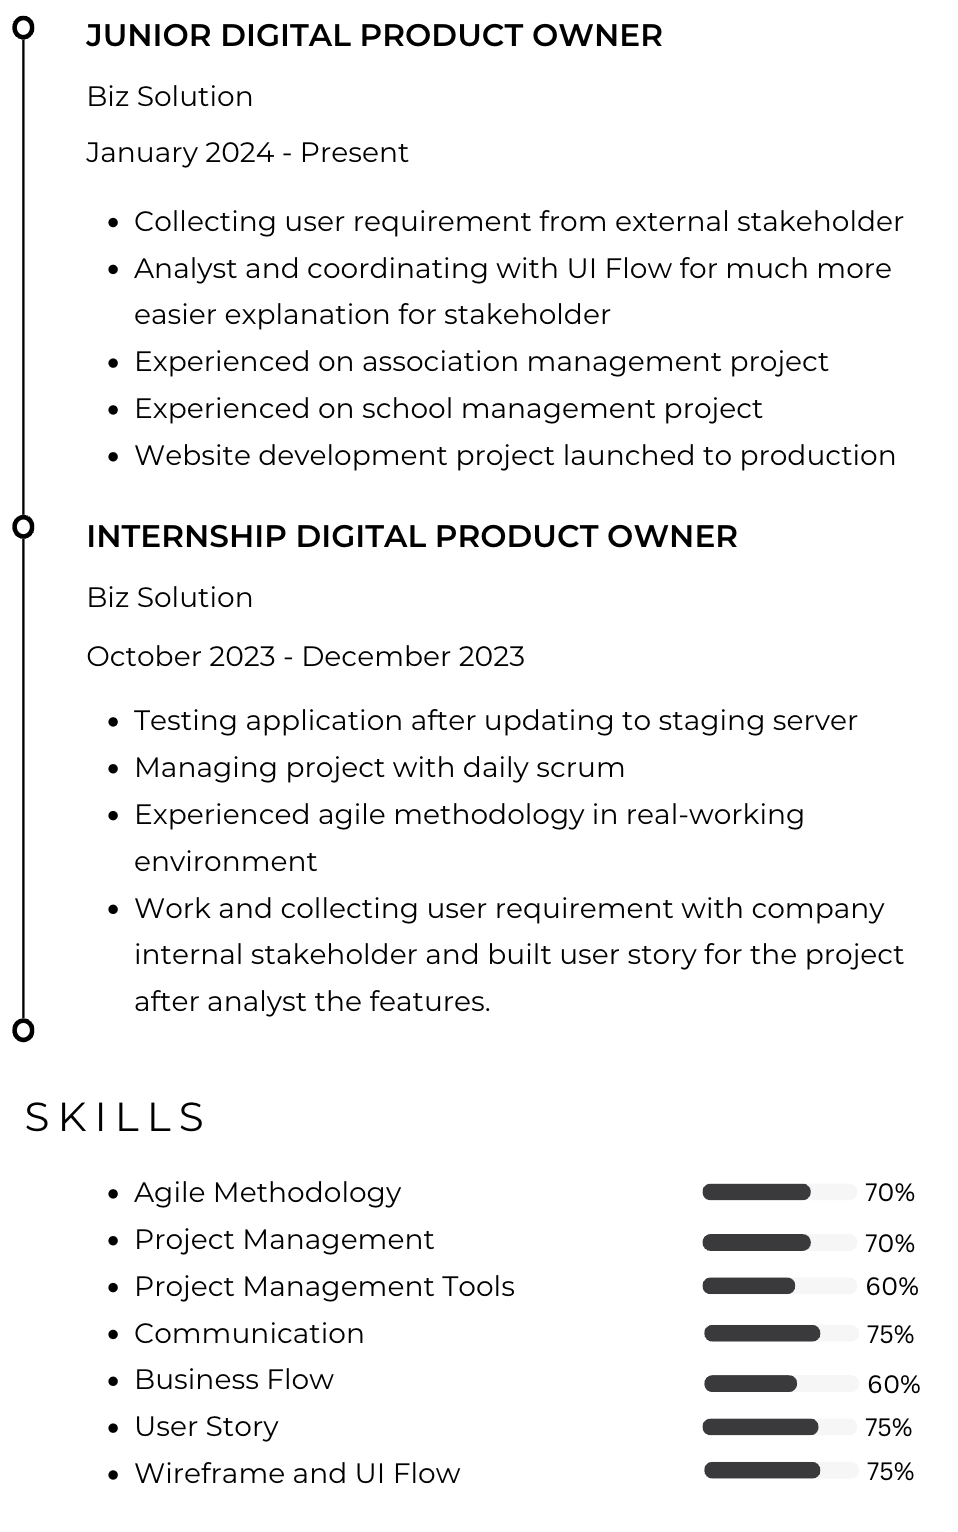 JUNIOR DIGITAL PRODUCT OWNER
Biz Solution
January 2024 - Present
• Collecting user requirement from external stakeholder
• Analyst and coordinating with UI Flow for much more
easier explanation for stakeholder
• Experienced on association management project
• Experienced on school management project
• Website development project launched to production
INTERNSHIP DIGITAL PRODUCT OWNER
Biz Solution
October 2023 - December 2023
• Testing application after updating to staging server
• Managing project with daily scrum
• Experienced agile methodology in real-working
environment
• Work and collecting user requirement with company
internal stakeholder and built user story for the project
after analyst the features.
SKILLS
• Agile Methodology 70%
• Project Management 70%
• Project Management Tools 60%
• Communication 75%
• Business Flow 60%
• User Story 75%
• Wireframe and UI Flow 75%